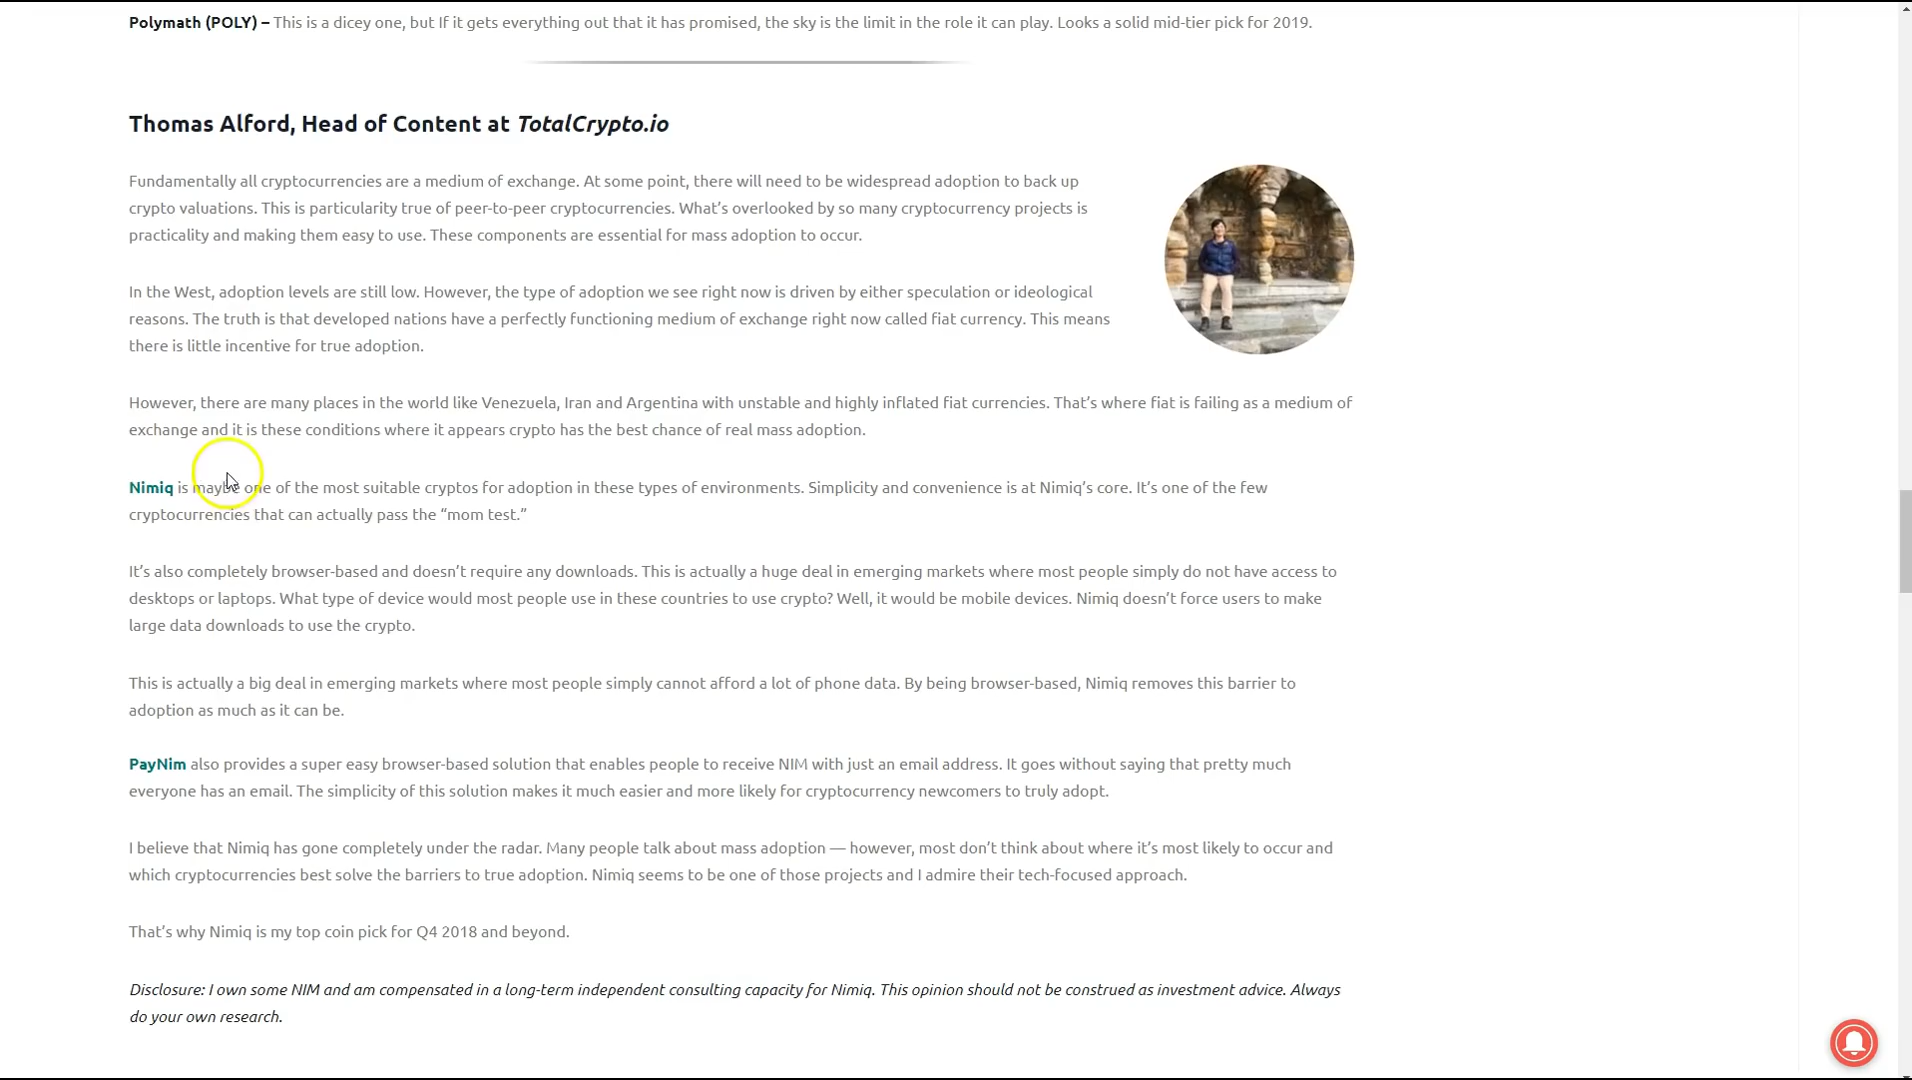 Polymath (POLY) – This is a dicey one, but If it gets everything out that it has promised, the sky is the limit in the role it can play. Looks a solid mid-tier pick for 2019.
Thomas Alford, Head of Content at TotalCrypto.io
Fundamentally all cryptocurrencies are a medium of exchange. At some point, there will need to be widespread adoption to back up
crypto valuations. This is particularity true of peer-to-peer cryptocurrencies. What's overlooked by so many cryptocurrency projects is
practicality and making them easy to use. These components are essential for mass adoption to occur.
In the West, adoption levels are still low. However, the type of adoption we see right now is driven by either speculation or ideological
reasons. The truth is that developed nations have a perfectly functioning medium of exchange right now called fiat currency. This means
there is little incentive for true adoption.
However, there are many places in the world like Venezuela, Iran and Argentina with unstable and highly inflated fiat currencies. That's where fiat is failing as a medium of
exchange and it is these conditions where it appears crypto has the best chance of real mass adoption.
Nimiq is maybe one of the most suitable cryptos for adoption in these types of environments. Simplicity and convenience is at Nimiq's core. It's one of the few
cryptocurrencies that can actually pass the “mom test.”
It's also completely browser-based and doesn't require any downloads. This is actually a huge deal in emerging markets where most people simply do not have access to
desktops or laptops. What type of device would most people use in these countries to use crypto? Well, it would be mobile devices. Nimiq doesn't force users to make
large data downloads to use the crypto.
This is actually a big deal in emerging markets where most people simply cannot afford a lot of phone data. By being browser-based, Nimiq removes this barrier to
adoption as much as it can be.
PayNim also provides a super easy browser-based solution that enables people to receive NIM with just an email address. It goes without saying that pretty much
everyone has an email. The simplicity of this solution makes it much easier and more likely for cryptocurrency newcomers to truly adopt.
I believe that Nimiq has gone completely under the radar. Many people talk about mass adoption — however, most don't think about where it's most likely to occur and
which cryptocurrencies best solve the barriers to true adoption. Nimiq seems to be one of those projects and I admire their tech-focused approach.
That's why Nimiq is my top coin pick for Q4 2018 and beyond.
Disclosure: I own some NIM and am compensated in a long-term independent consulting capacity for Nimiq. This opinion should not be construed as investment advice. Always
do your own research.